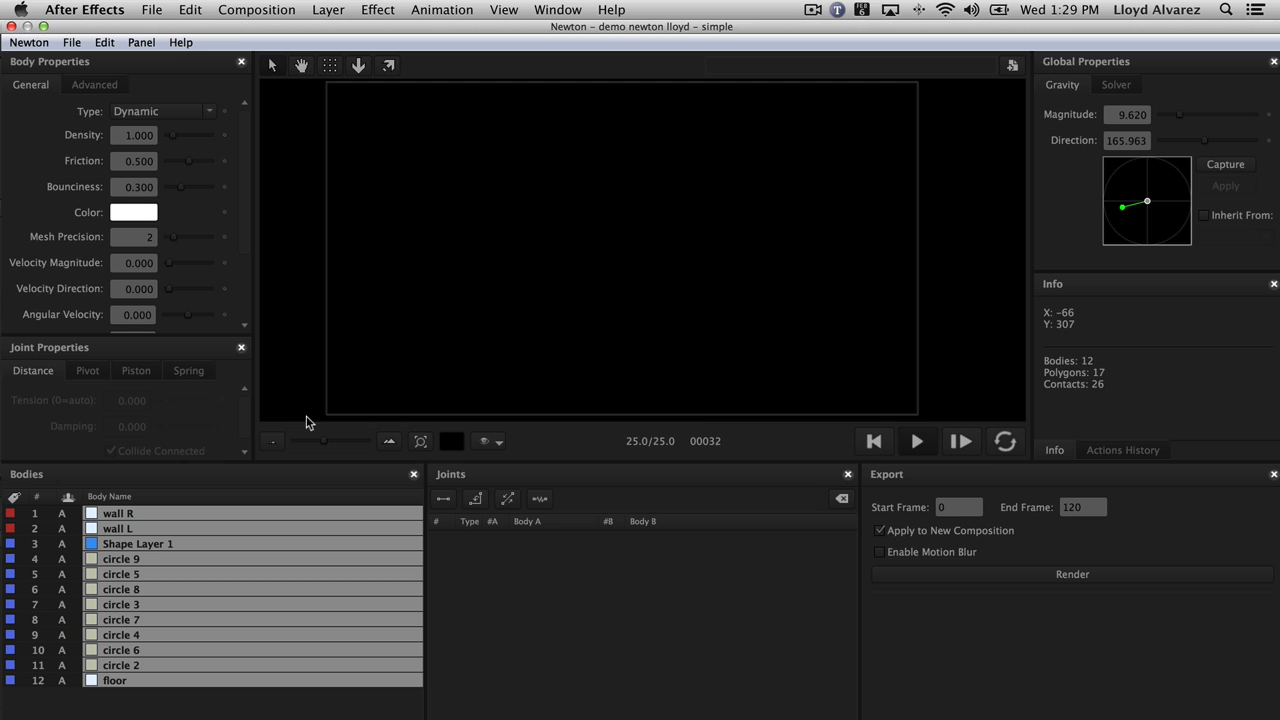 After Effects File Edit Composition Layer Effect Animation View Window Help Wed 1:29 PM Lloyd Alvarez
Newton - demo newton lloyd - simple
Newton File Edit Panel Help
Body Properties
General Advanced
Type: Dynamic
Density: 1.000
Friction: 0.500
Bounciness: 0.300
Color:
Mesh Precision: 2
Velocity Magnitude: 0.000
Velocity Direction: 0.000
Angular Velocity: 0.000
Joint Properties
Distance Pivot Piston Spring
Tension (0=auto): 0.000
Damping: 0.000
Collide Connected
25.0/25.0 00032
Global Properties
Gravity Solver
Magnitude: 9.620
Direction: 165.963
Capture
Apply
Inherit From:
Info
X: -66
Y: 307
Bodies: 12
Polygons: 17
Contacts: 26
Info Actions History
Bodies
# Body Name
1 A wall R
2 A wall L
3 A Shape Layer 1
4 A circle 9
5 A circle 5
6 A circle 8
7 A circle 3
8 A circle 7
9 A circle 4
10 A circle 6
11 A circle 2
12 A floor
Joints
# Type #A Body A #B Body B
Export
Start Frame: 0 End Frame: 120
Apply to New Composition
Enable Motion Blur
Render